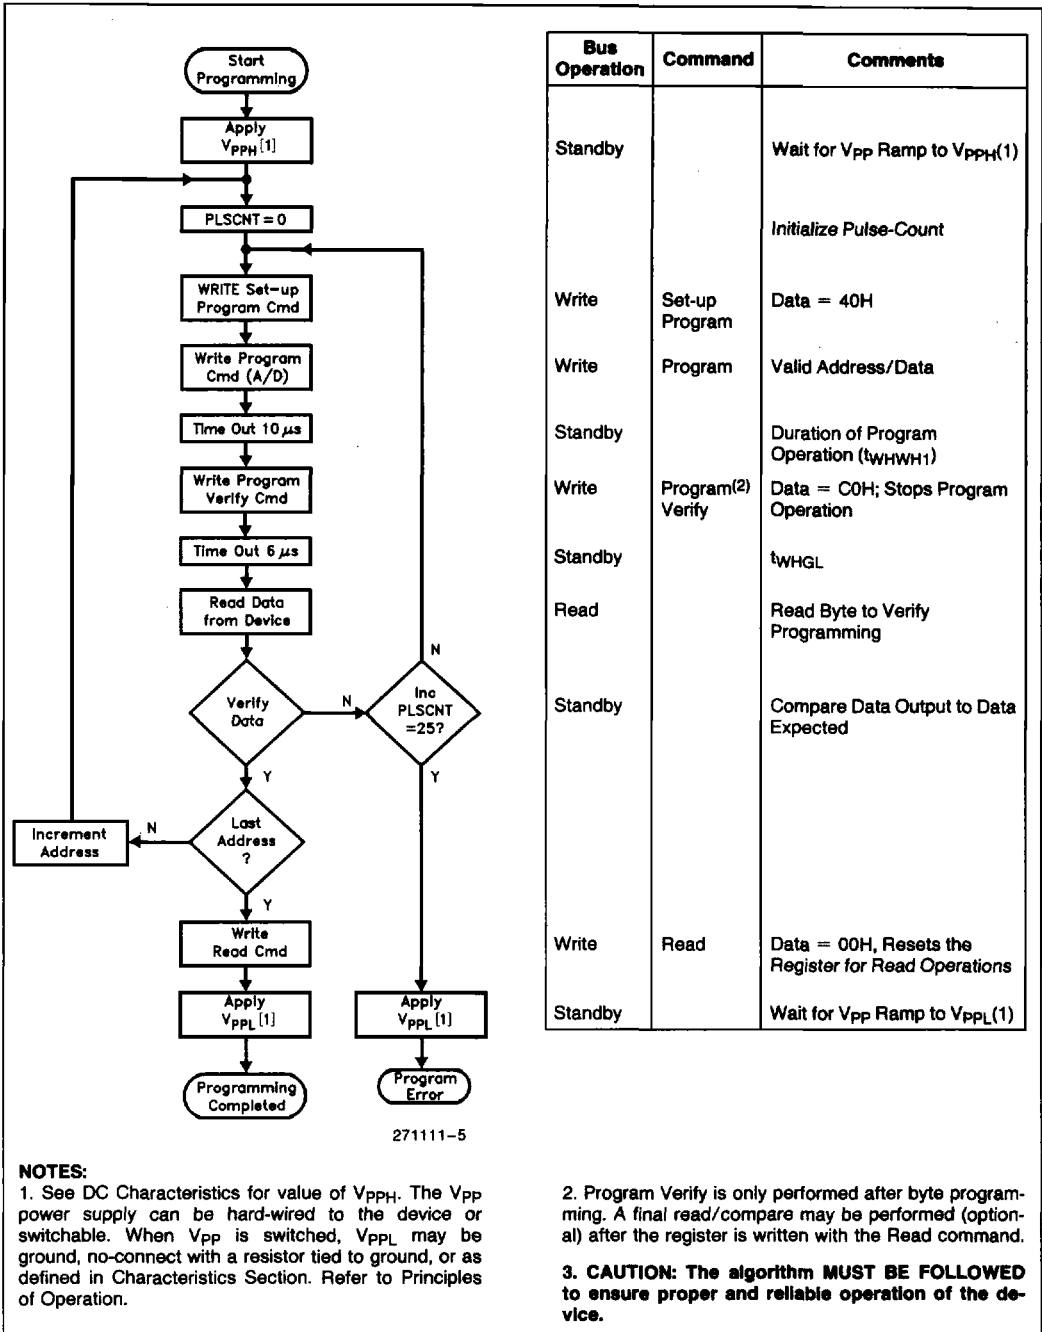 Start
Programming
Apply
VPPH[1]
PLSCNT = 0
WRITE Set-up
Program Cmd
Write Program
Cmd (A/D)
Time Out 10 µs
Write Program
Verify Cmd
Time Out 6 µs
Read Data
from Device
Verify
Data
N
Inc
PLSCNT
=25?
N
Y
Y
Last
Address
?
N
Increment
Address
Y
Write
Read Cmd
Apply
VPPL[1]
Programming
Completed
Apply
VPPL[1]
Program
Error
271111-5
Bus
Operation
Command
Comments
Standby
Wait for VPP Ramp to VPPH(1)
Initialize Pulse-Count
Write
Set-up
Program
Data = 40H
Write
Program
Valid Address/Data
Standby
Duration of Program
Operation (tWHWH1)
Write
Program(2)
Verify
Data = C0H; Stops Program
Operation
Standby
tWHGL
Read
Read Byte to Verify
Programming
Standby
Compare Data Output to Data
Expected
Write
Read
Data = 00H, Resets the
Register for Read Operations
Standby
Wait for VPP Ramp to VPPL(1)
NOTES:
1. See DC Characteristics for value of VPPH. The VPP
power supply can be hard-wired to the device or
switchable. When VPP is switched, VPPL may be
ground, no-connect with a resistor tied to ground, or as
defined in Characteristics Section. Refer to Principles
of Operation.
2. Program Verify is only performed after byte program-
ming. A final read/compare may be performed (option-
al) after the register is written with the Read command.
3. CAUTION: The algorithm MUST BE FOLLOWED
to ensure proper and reliable operation of the de-
vice.